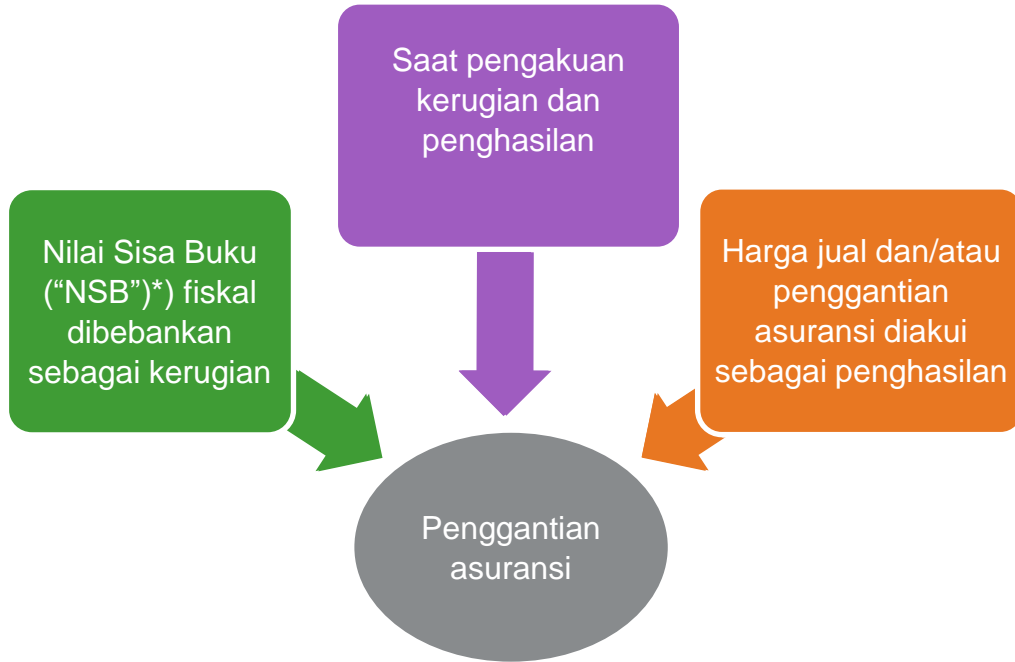 Saat pengakuan
kerugian dan
penghasilan
Nilai Sisa Buku
(“NSB”)*) fiskal
dibebankan
sebagai kerugian
Harga jual dan/atau
penggantian
asuransi diakui
sebagai penghasilan
Penggantian
asuransi